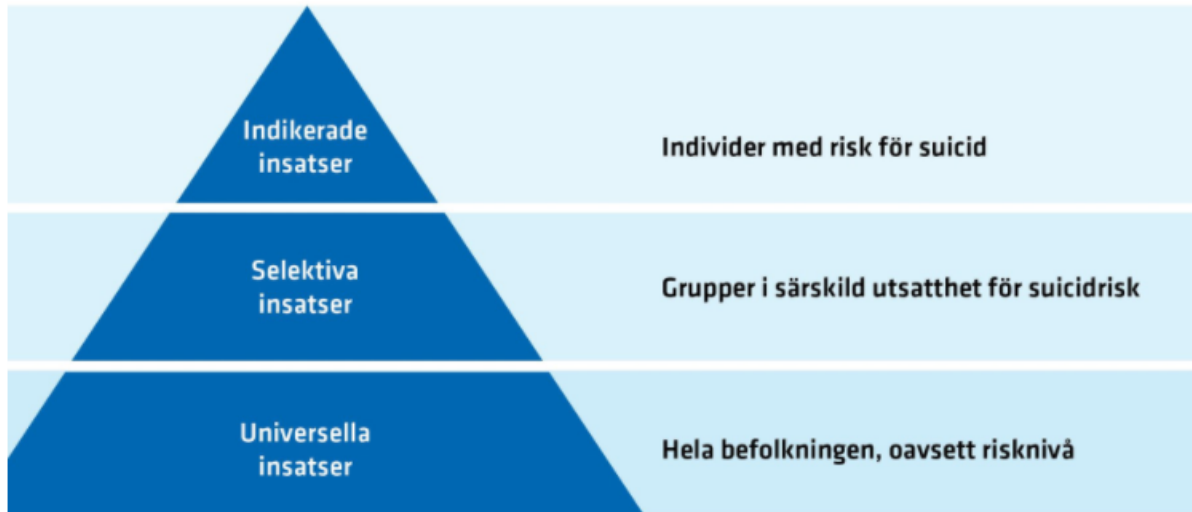 Indikerade
insatser
Individer med risk för suicid
Selektiva
insatser
Grupper i särskild utsatthet för suicidrisk
Universella
insatser
Hela befolkningen, oavsett risknivå